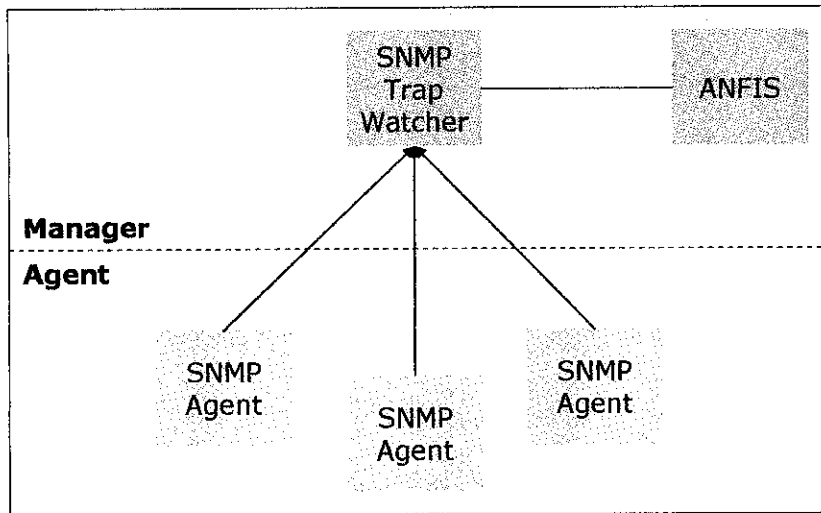 SNMP
Trap
Watcher
ANFIS
Manager
Agent
SNMP
Agent
SNMP
Agent
SNMP
Agent